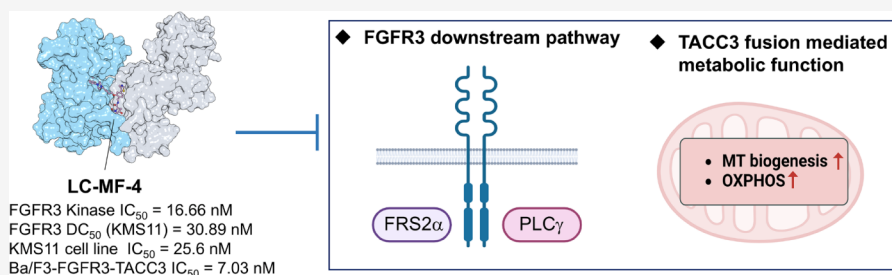 LC-MF-4
FGFR3 Kinase IC50 = 16.66 nM
FGFR3 DC50 (KMS11) = 30.89 nM
KMS11 cell line IC50 = 25.6 nM
Ba/F3-FGFR3-TACC3 IC50 = 7.03 nM
◆ FGFR3 downstream pathway
FRS2α
PLCγ
◆ TACC3 fusion mediated
metabolic function
• MT biogenesis ↑
• OXPHOS ↑